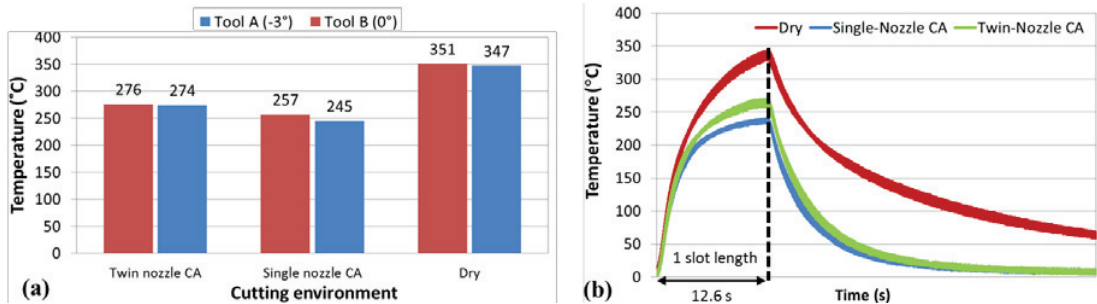 Tool A (-3°) Tool B (0°)
Temperature (˚C)
400
350
300
250
200
150
100
50
0
276 274
257 245
351 347
Twin nozzle CA Single nozzle CA Dry
Cutting environment
(a)
(b)
Dry Single-Nozzle CA Twin-Nozzle CA
Temperature (°C)
400
350
300
250
200
150
100
50
0
1 slot length
12.6 s
Time (s)